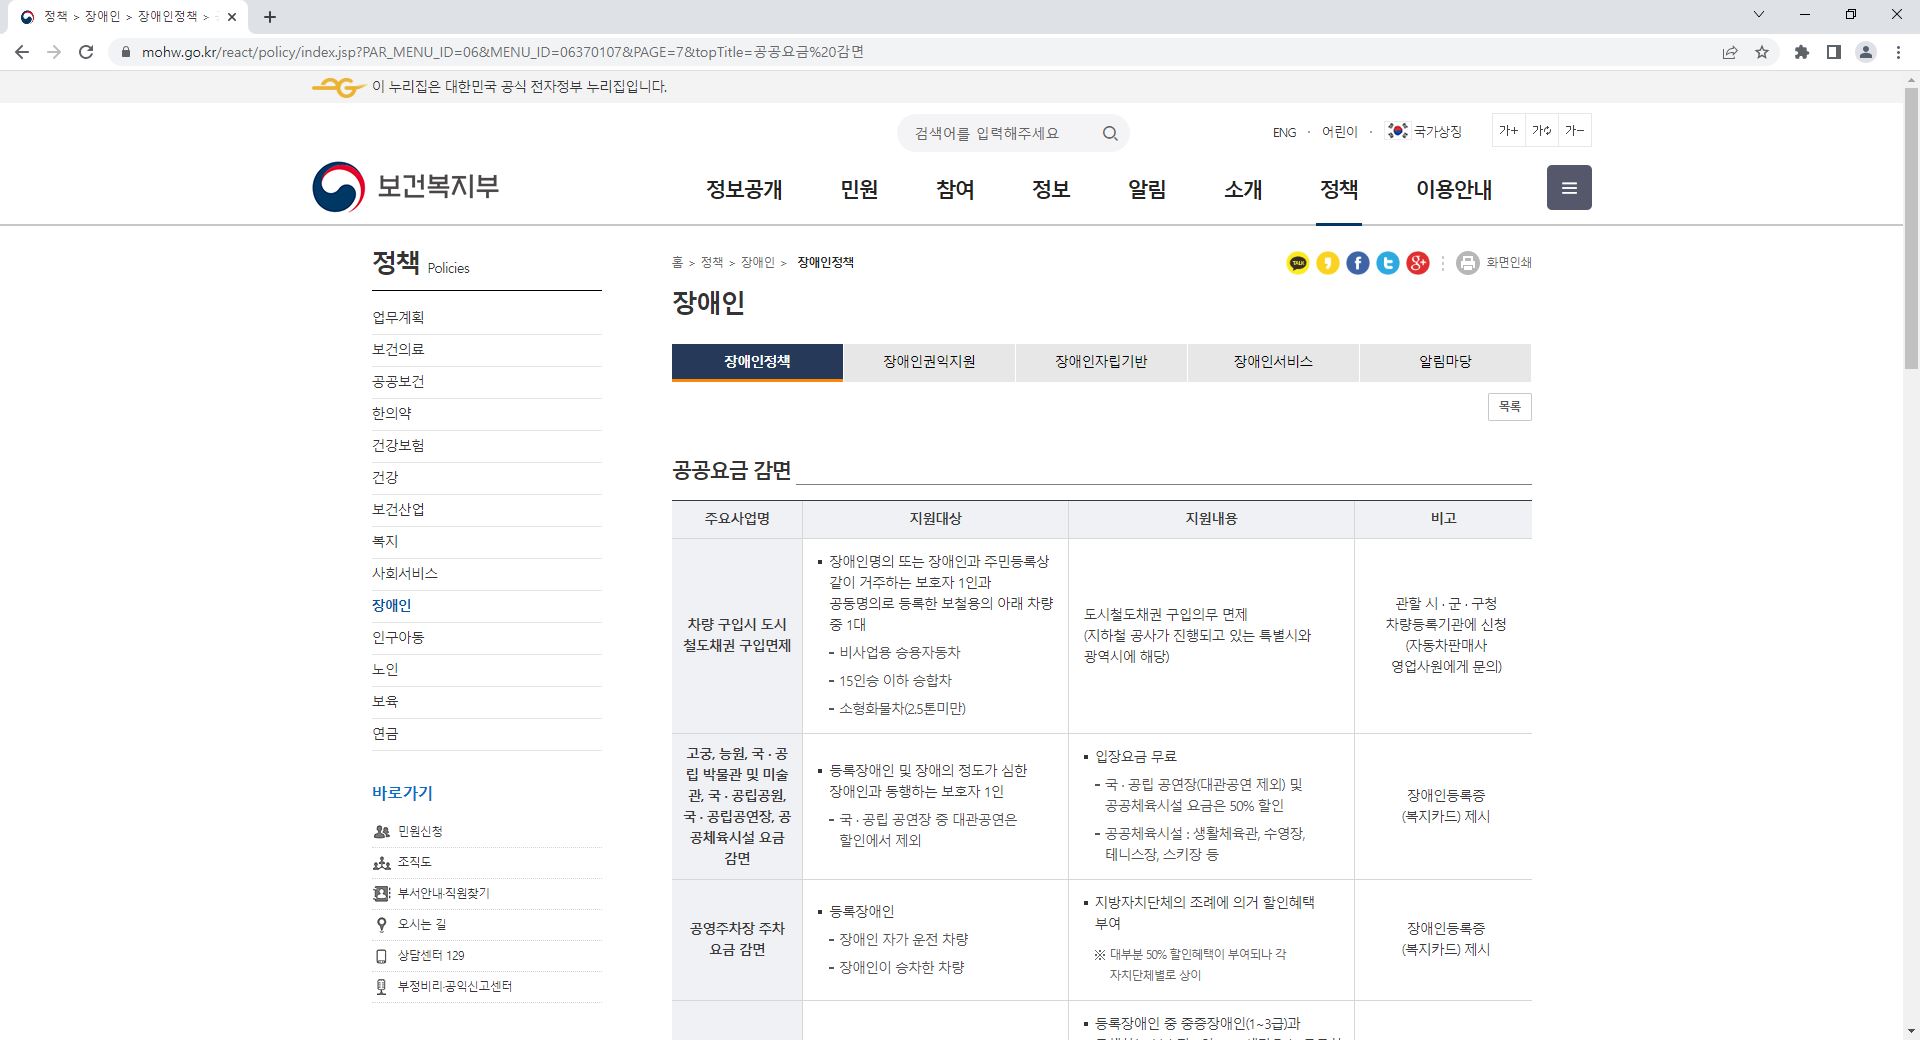 정책 > 장애인 > 장애인정책 >
mohw.go.kr/react/policy/index.jsp?PAR_MENU_ID=06&MENU_ID=06370107&PAGE=7&topTitle=공공요금%20감면
이 누리집은 대한민국 공식 전자정부 누리집입니다.
검색어를 입력해주세요
ENG · 어린이 · 국가상징
가+ 가 가-
보건복지부
정보공개 민원 참여 정보 알림 소개 정책 이용안내
정책 Policies
업무계획
보건의료
공공보건
한의약
건강보험
건강
보건산업
복지
사회서비스
장애인
인구아동
노인
보육
연금
바로가기
민원신청
조직도
부서안내·직원찾기
오시는 길
상담센터 129
부정비리·공익신고센터
홈 > 정책 > 장애인 > 장애인정책
TALK
f
g+
화면인쇄
장애인
장애인정책 장애인권익지원 장애인자립기반 장애인서비스 알림마당
목록
공공요금 감면
주요사업명 지원대상 지원내용 비고
차량 구입시 도시
철도채권 구입면제
▪ 장애인명의 또는 장애인과 주민등록상
같이 거주하는 보호자 1인과
공동명의로 등록한 보철용의 아래 차량
중 1대
- 비사업용 승용자동차
- 15인승 이하 승합차
- 소형화물차(2.5톤미만)
도시철도채권 구입의무 면제
(지하철 공사가 진행되고 있는 특별시와
광역시에 해당)
관할 시 · 군 · 구청
차량등록기관에 신청
(자동차판매사
영업사원에게 문의)
고궁, 능원, 국 · 공
립 박물관 및 미술
관, 국 · 공립공원,
국 · 공립공연장, 공
공체육시설 요금
감면
▪ 등록장애인 및 장애의 정도가 심한
장애인과 동행하는 보호자 1인
- 국 · 공립 공연장 중 대관공연은
할인에서 제외
▪ 입장요금 무료
- 국 · 공립 공연장(대관공연 제외) 및
공공체육시설 요금은 50% 할인
- 공공체육시설 : 생활체육관, 수영장,
테니스장, 스키장 등
장애인등록증
(복지카드) 제시
공영주차장 주차
요금 감면
▪ 등록장애인
- 장애인 자가 운전 차량
- 장애인이 승차한 차량
▪ 지방자치단체의 조례에 의거 할인혜택
부여
※ 대부분 50% 할인혜택이 부여되나 각
자치단체별로 상이
장애인등록증
(복지카드) 제시
▪ 등록장애인 중 중증장애인(1~3급)과